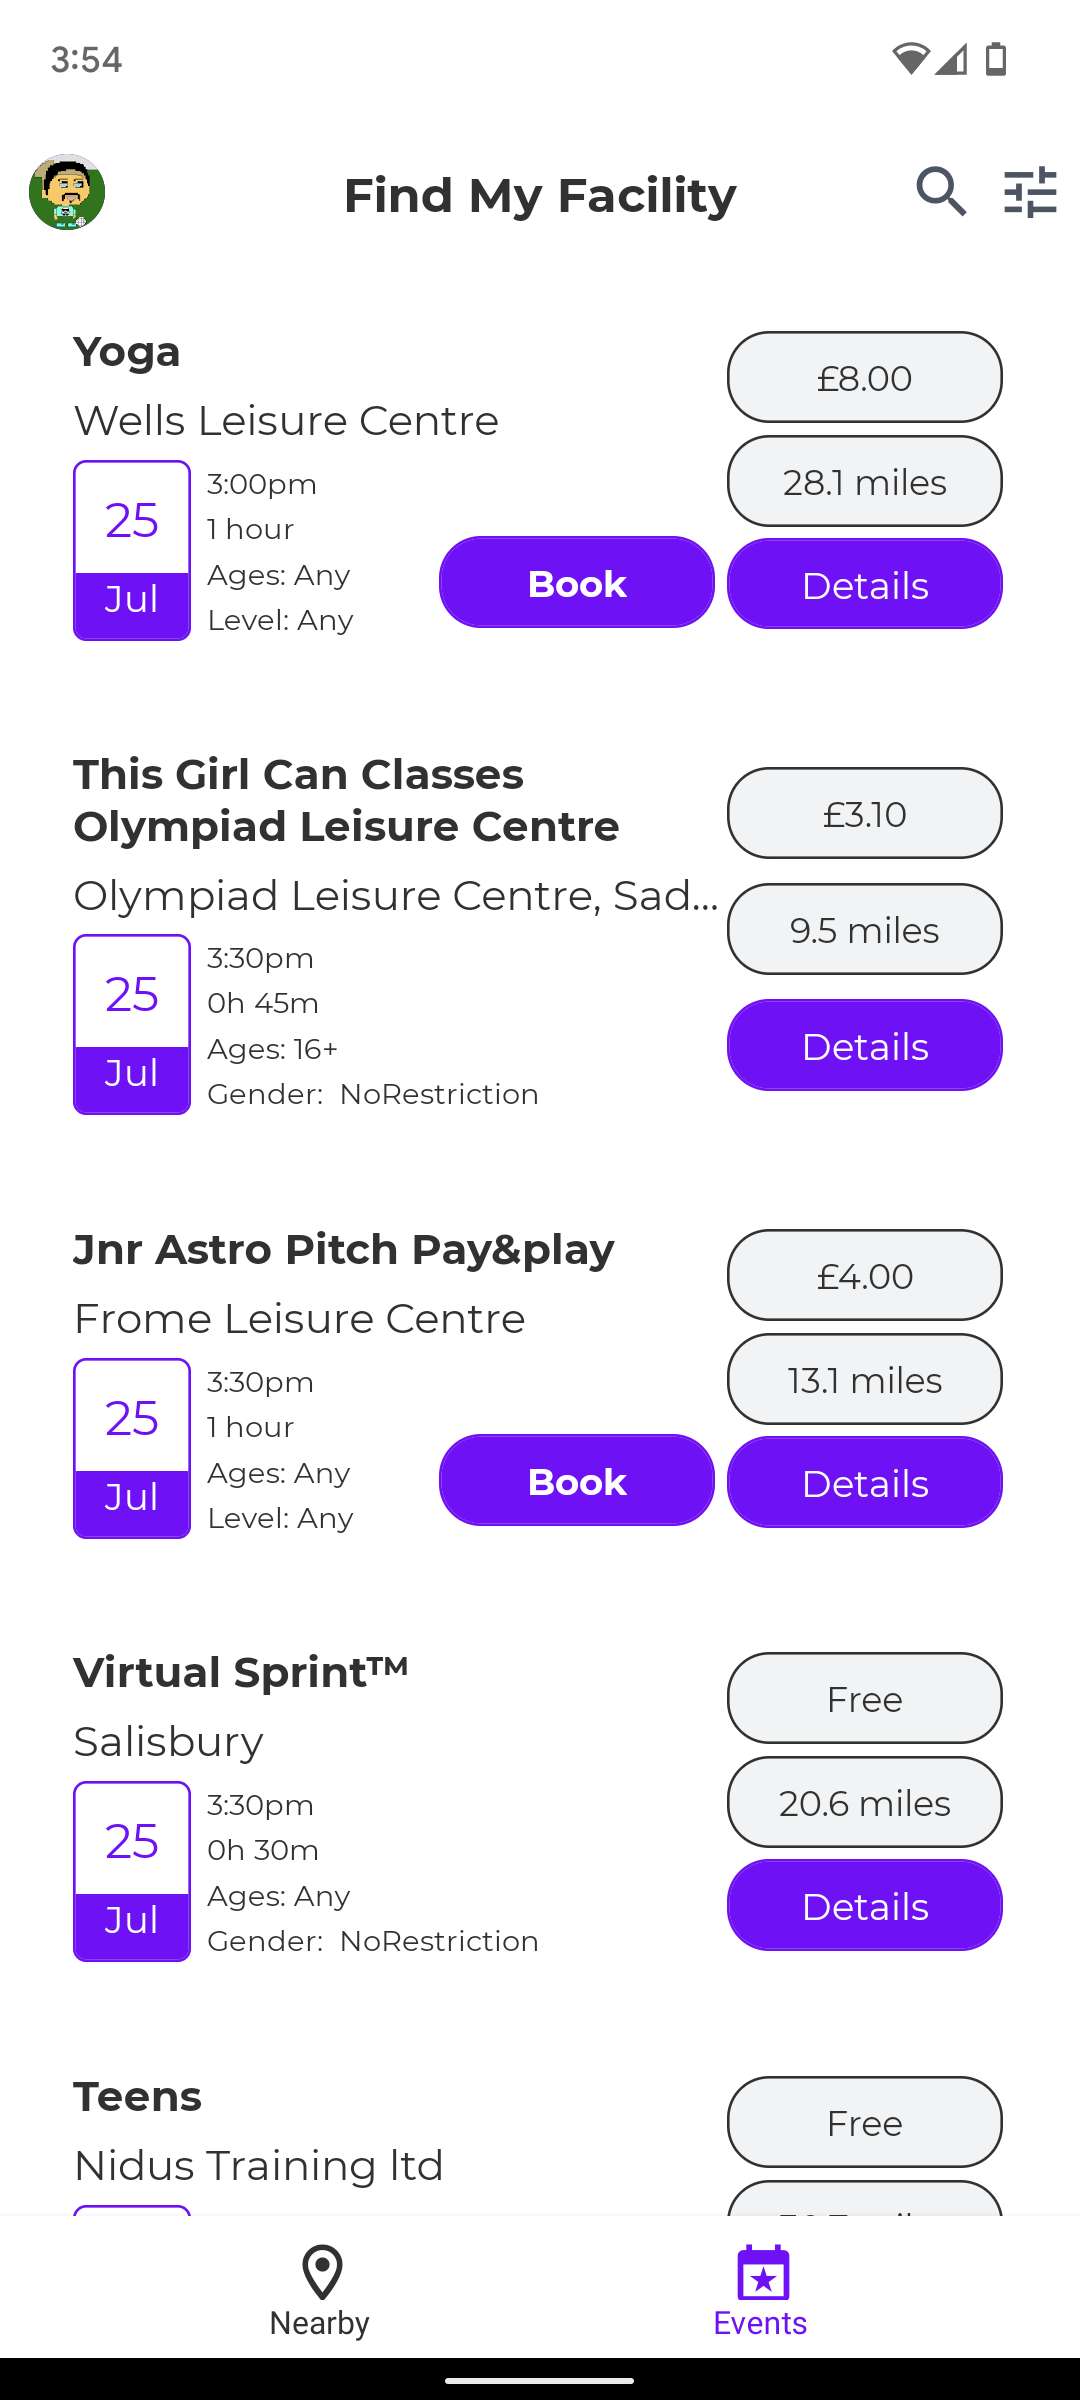 3:54
Find My Facility
Yoga
£8.00
Wells Leisure Centre
28.1 miles
25
Jul
3:00pm
1 hour
Ages: Any
Level: Any
Book
Details
This Girl Can Classes
Olympiad Leisure Centre
£3.10
Olympiad Leisure Centre, Sad...
9.5 miles
25
Jul
3:30pm
0h 45m
Ages: 16+
Gender: NoRestriction
Details
Jnr Astro Pitch Pay&play
£4.00
Frome Leisure Centre
13.1 miles
25
Jul
3:30pm
1 hour
Ages: Any
Level: Any
Book
Details
Virtual Sprint™
Free
Salisbury
20.6 miles
25
Jul
3:30pm
0h 30m
Ages: Any
Gender: NoRestriction
Details
Teens
Free
Nidus Training ltd
Nearby
Events